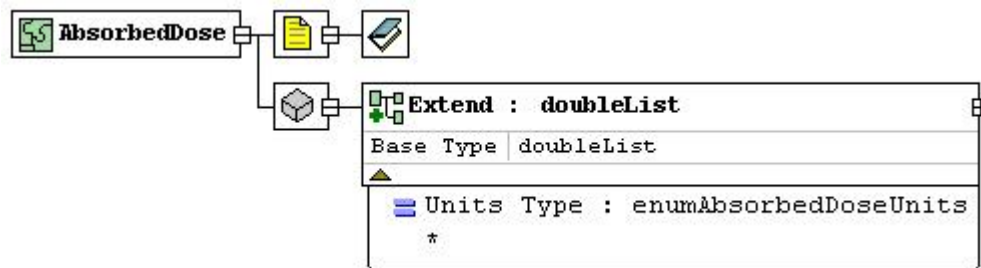 AbsorbedDose
Extend : doubleList
Base Type doubleList
Units Type : enumAbsorbedDoseUnits
*